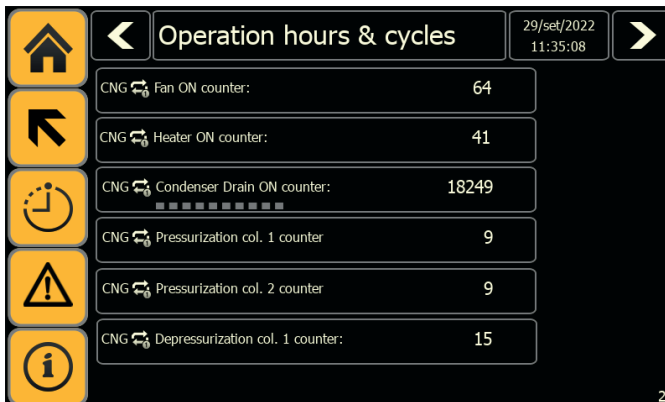 Operation hours & cycles
29/set/2022
11:35:08
CNG Fan ON counter: 64
CNG Heater ON counter: 41
CNG Condenser Drain ON counter: 18249
CNG Pressurization col. 1 counter 9
CNG Pressurization col. 2 counter 9
CNG Depressurization col. 1 counter: 15
2